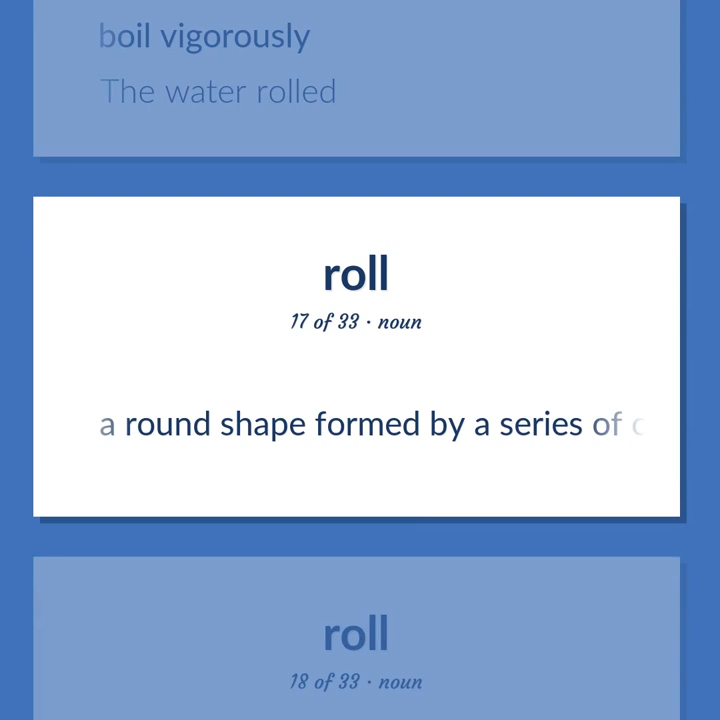 boil vigorously
The water rolled
roll
17 of 33 · noun
a round shape formed by a series of
roll
18 of 33 · noun